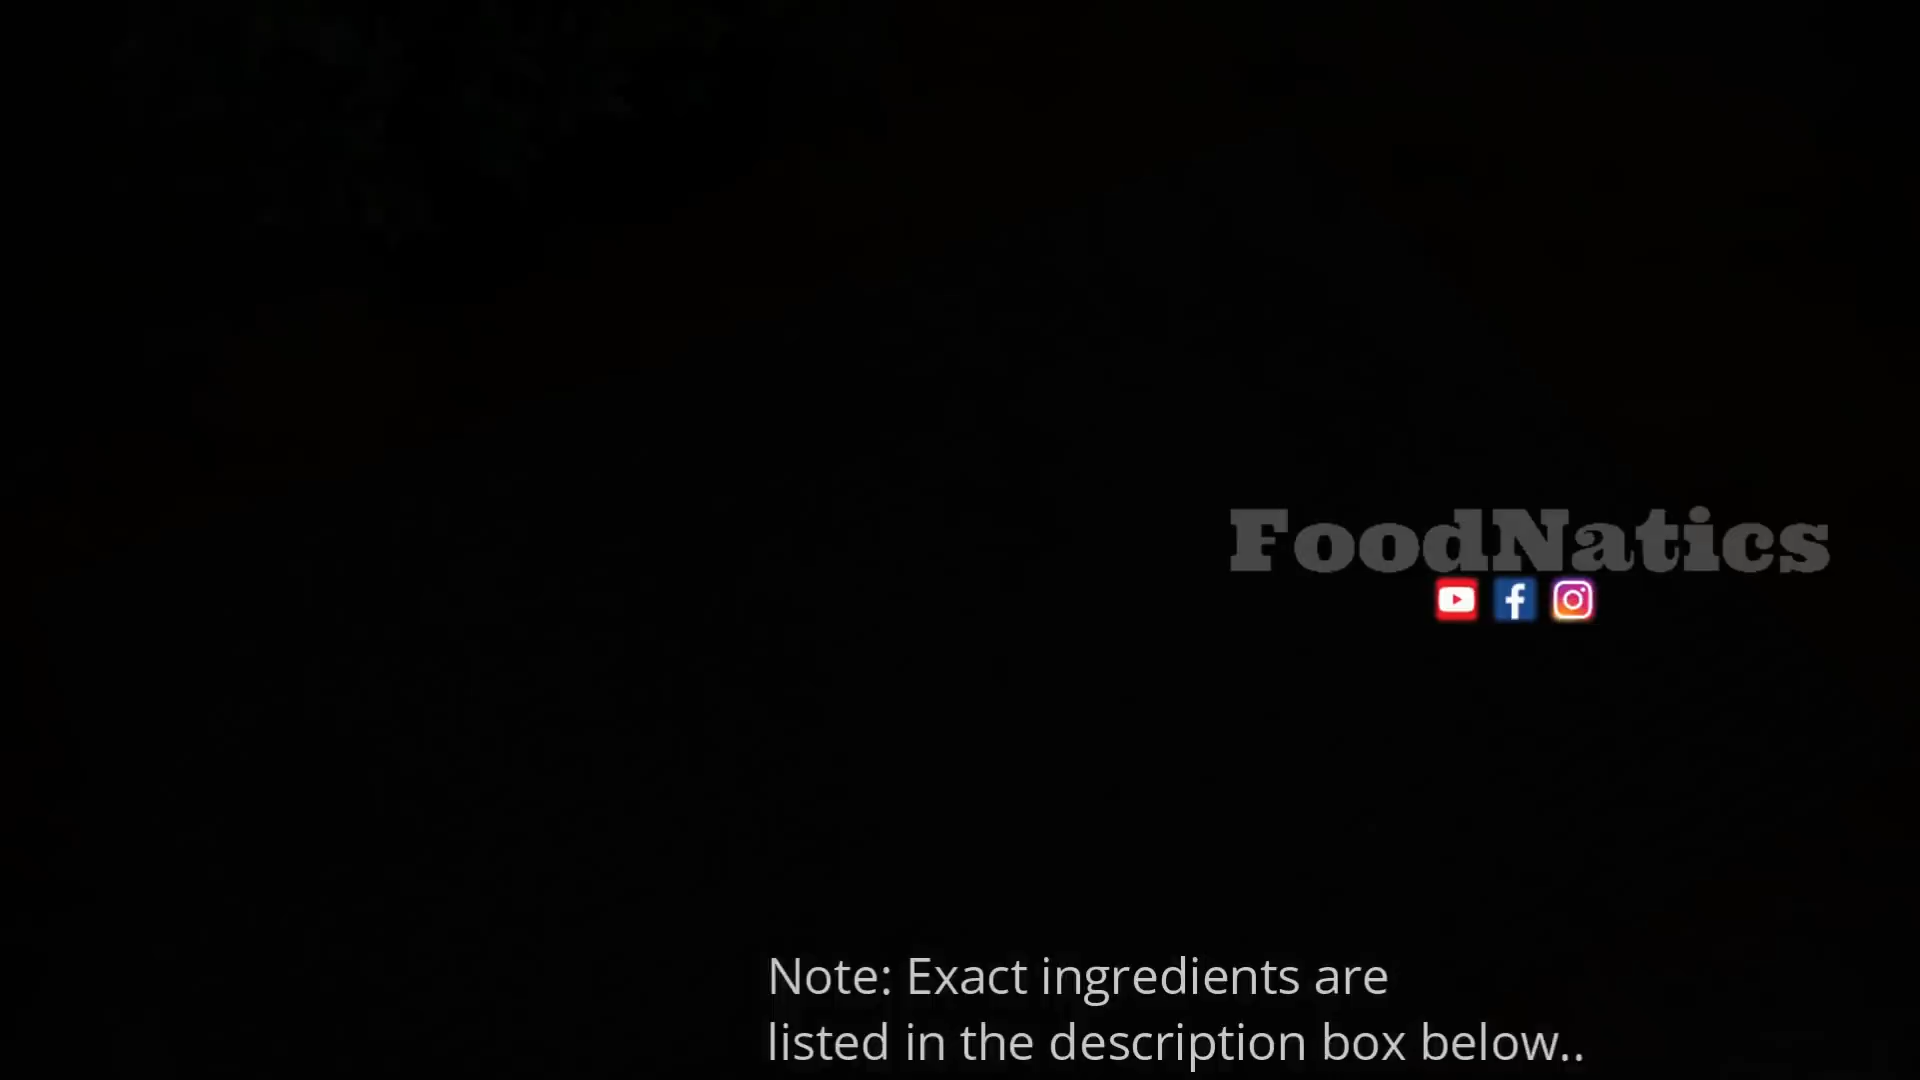 FoodNatics
Note: Exact ingredients are
listed in the description box below..